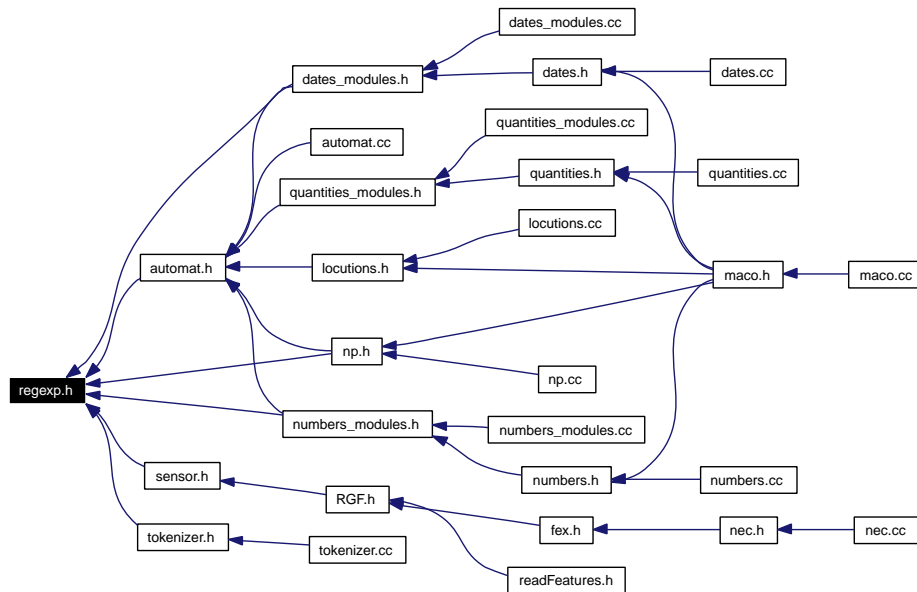 dates_modules.cc
dates_modules.h
dates.h
dates.cc
quantities_modules.cc
automat.cc
quantities.h
quantities.cc
quantities_modules.h
locutions.cc
automat.h
locutions.h
maco.h
maco.cc
np.h
np.cc
regexp.h
numbers_modules.h
numbers_modules.cc
sensor.h
numbers.h
numbers.cc
RGF.h
tokenizer.h
fex.h
nec.h
nec.cc
tokenizer.cc
readFeatures.h